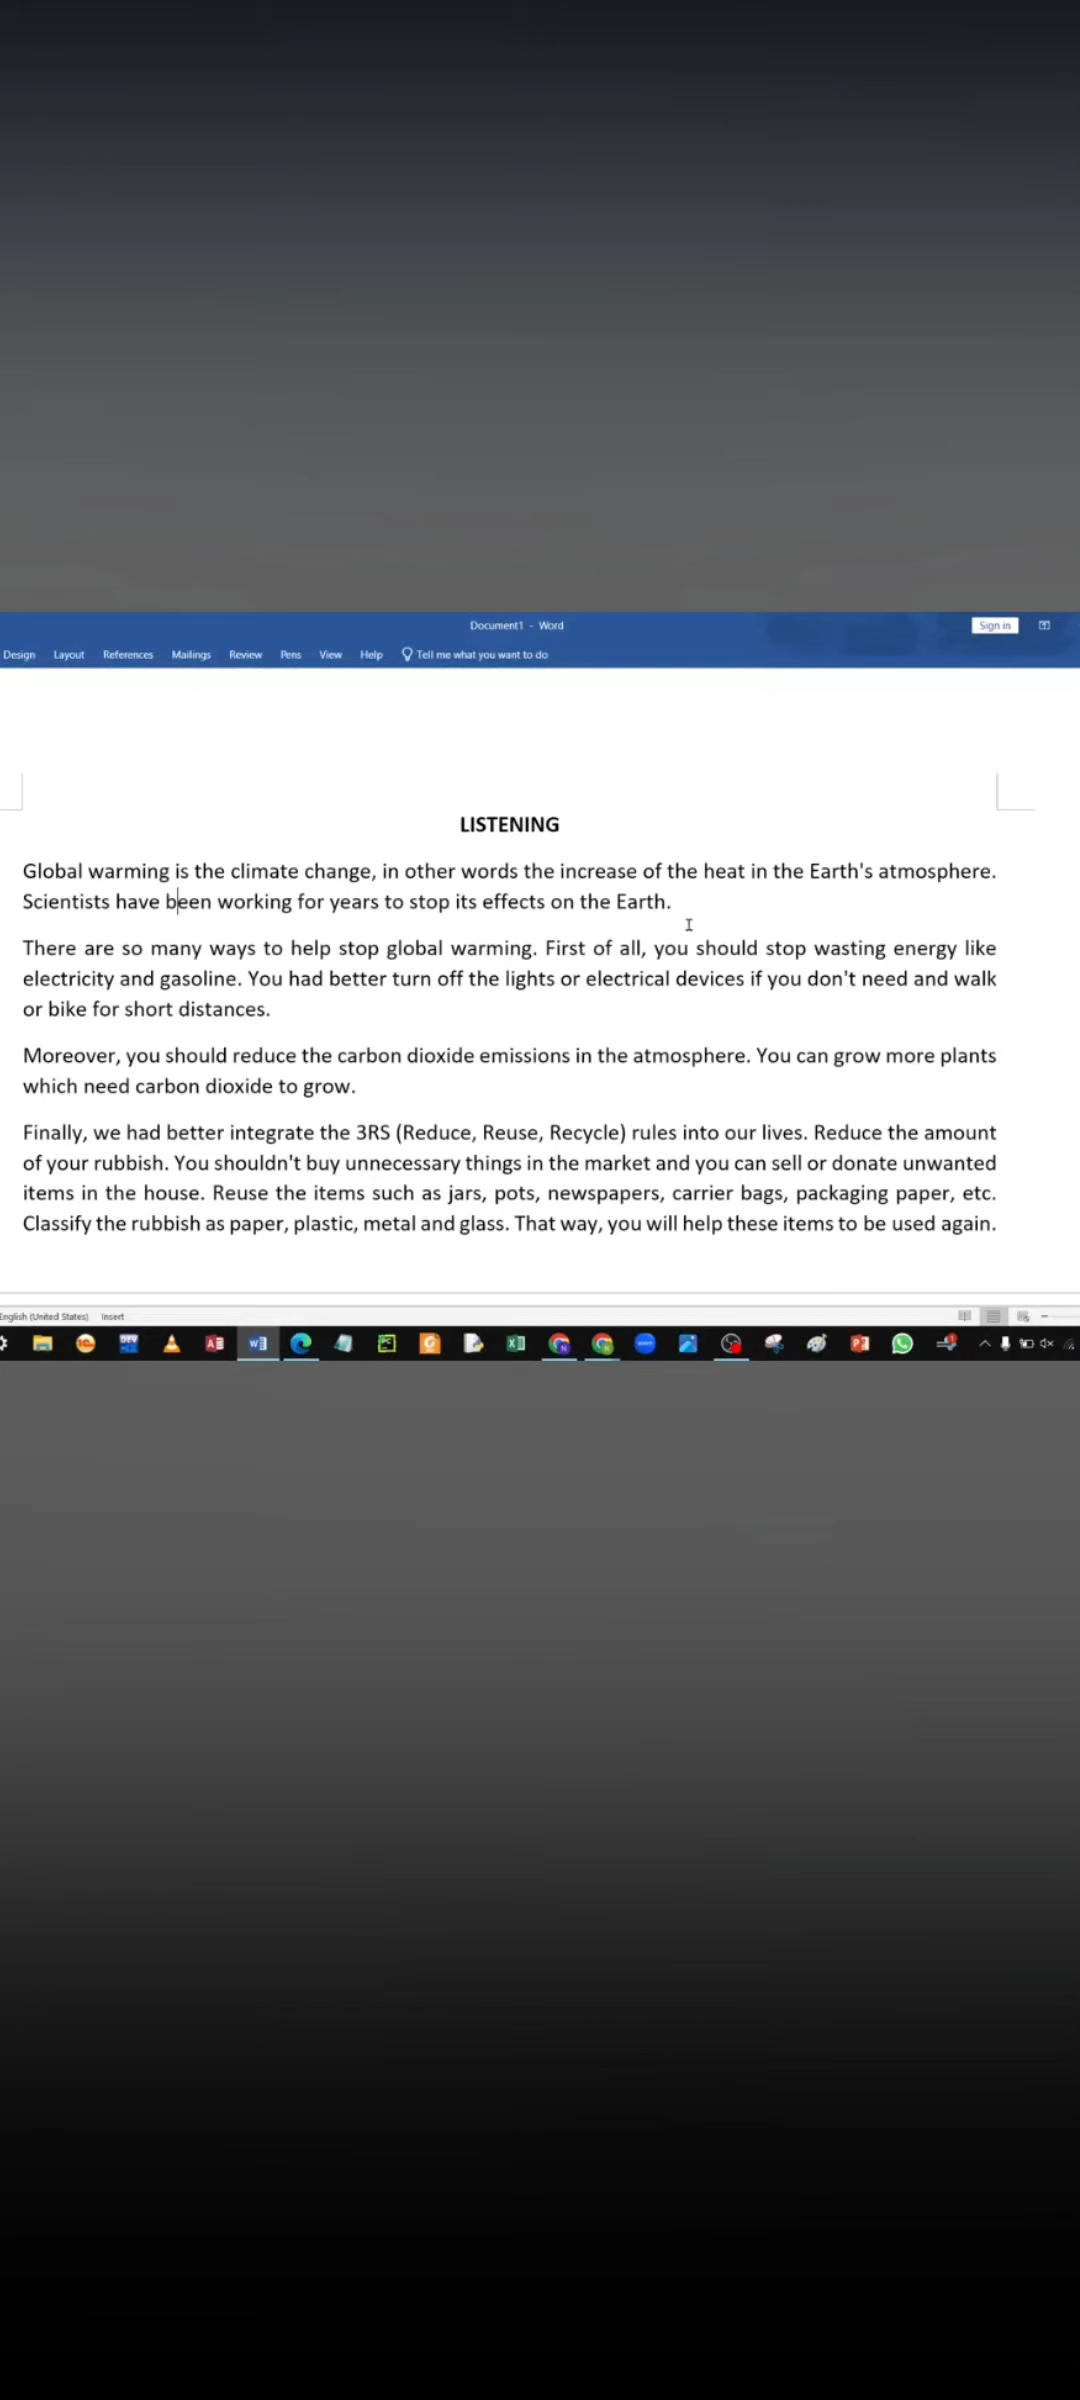 Document1 - Word
Sign in
Design Layout References Mailings Review Pens View Help Tell me what you want to do
LISTENING
Global warming is the climate change, in other words the increase of the heat in the Earth's atmosphere.
Scientists have been working for years to stop its effects on the Earth.
There are so many ways to help stop global warming. First of all, you should stop wasting energy like
electricity and gasoline. You had better turn off the lights or electrical devices if you don't need and walk
or bike for short distances.
Moreover, you should reduce the carbon dioxide emissions in the atmosphere. You can grow more plants
which need carbon dioxide to grow.
Finally, we had better integrate the 3RS (Reduce, Reuse, Recycle) rules into our lives. Reduce the amount
of your rubbish. You shouldn't buy unnecessary things in the market and you can sell or donate unwanted
items in the house. Reuse the items such as jars, pots, newspapers, carrier bags, packaging paper, etc.
Classify the rubbish as paper, plastic, metal and glass. That way, you will help these items to be used again.
English (United States) Insert